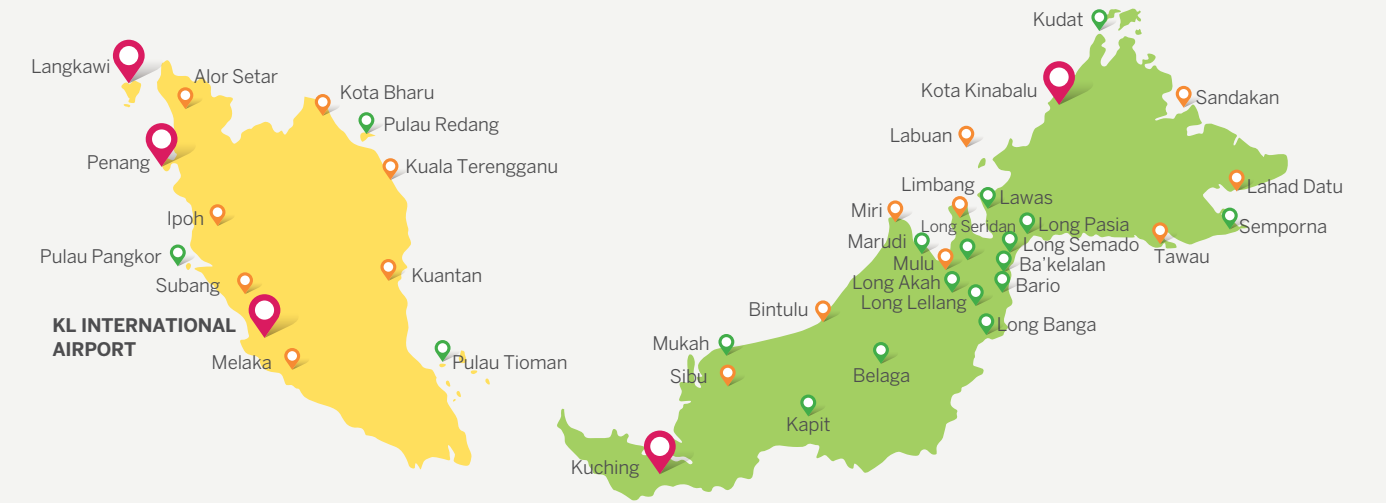 Langkawi
Alor Setar
Kota Bharu
Pulau Redang
Penang
Kuala Terengganu
Ipoh
Pulau Pangkor
Subang
Kuantan
KL INTERNATIONAL
AIRPORT
Melaka
Pulau Tioman
Kudat
Kota Kinabalu
Sandakan
Labuan
Limbang
Lawas
Lahad Datu
Miri
Long Seridan
Long Pasia
Semporna
Marudi
Long Semado
Tawau
Mulu
Ba'kelalan
Long Akah
Bario
Long Lellang
Bintulu
Long Banga
Mukah
Sibu
Belaga
Kapit
Kuching